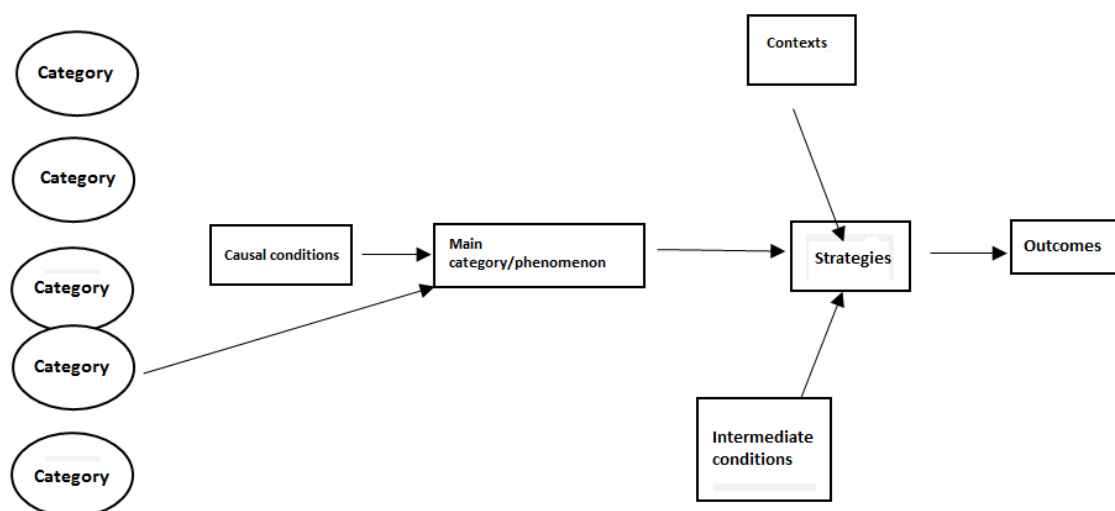 Category
Category
Category
Category
Category
Causal conditions
Main
category/phenomenon
Contexts
Strategies
Intermediate
conditions
Outcomes